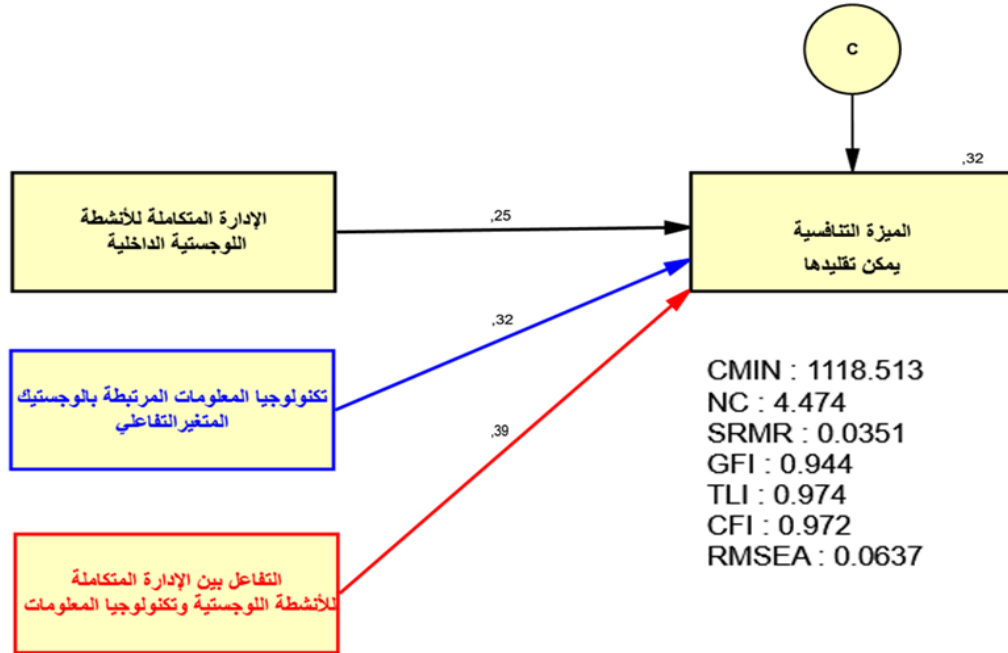 C
,32
الإدارة المتكاملة للأنشطة
اللوجستية الداخلية
,25
الميزة التنافسية
يمكن تقليدها
,32
تكنولوجيا المعلومات المرتبطة بالوجستيك
المتغيرالتفاعلي
,39
التفاعل بين الإدارة المتكاملة
للأنشطة اللوجستية وتكنولوجيا المعلومات
CMIN : 1118.513
NC : 4.474
SRMR : 0.0351
GFI : 0.944
TLI : 0.974
CFI : 0.972
RMSEA : 0.0637